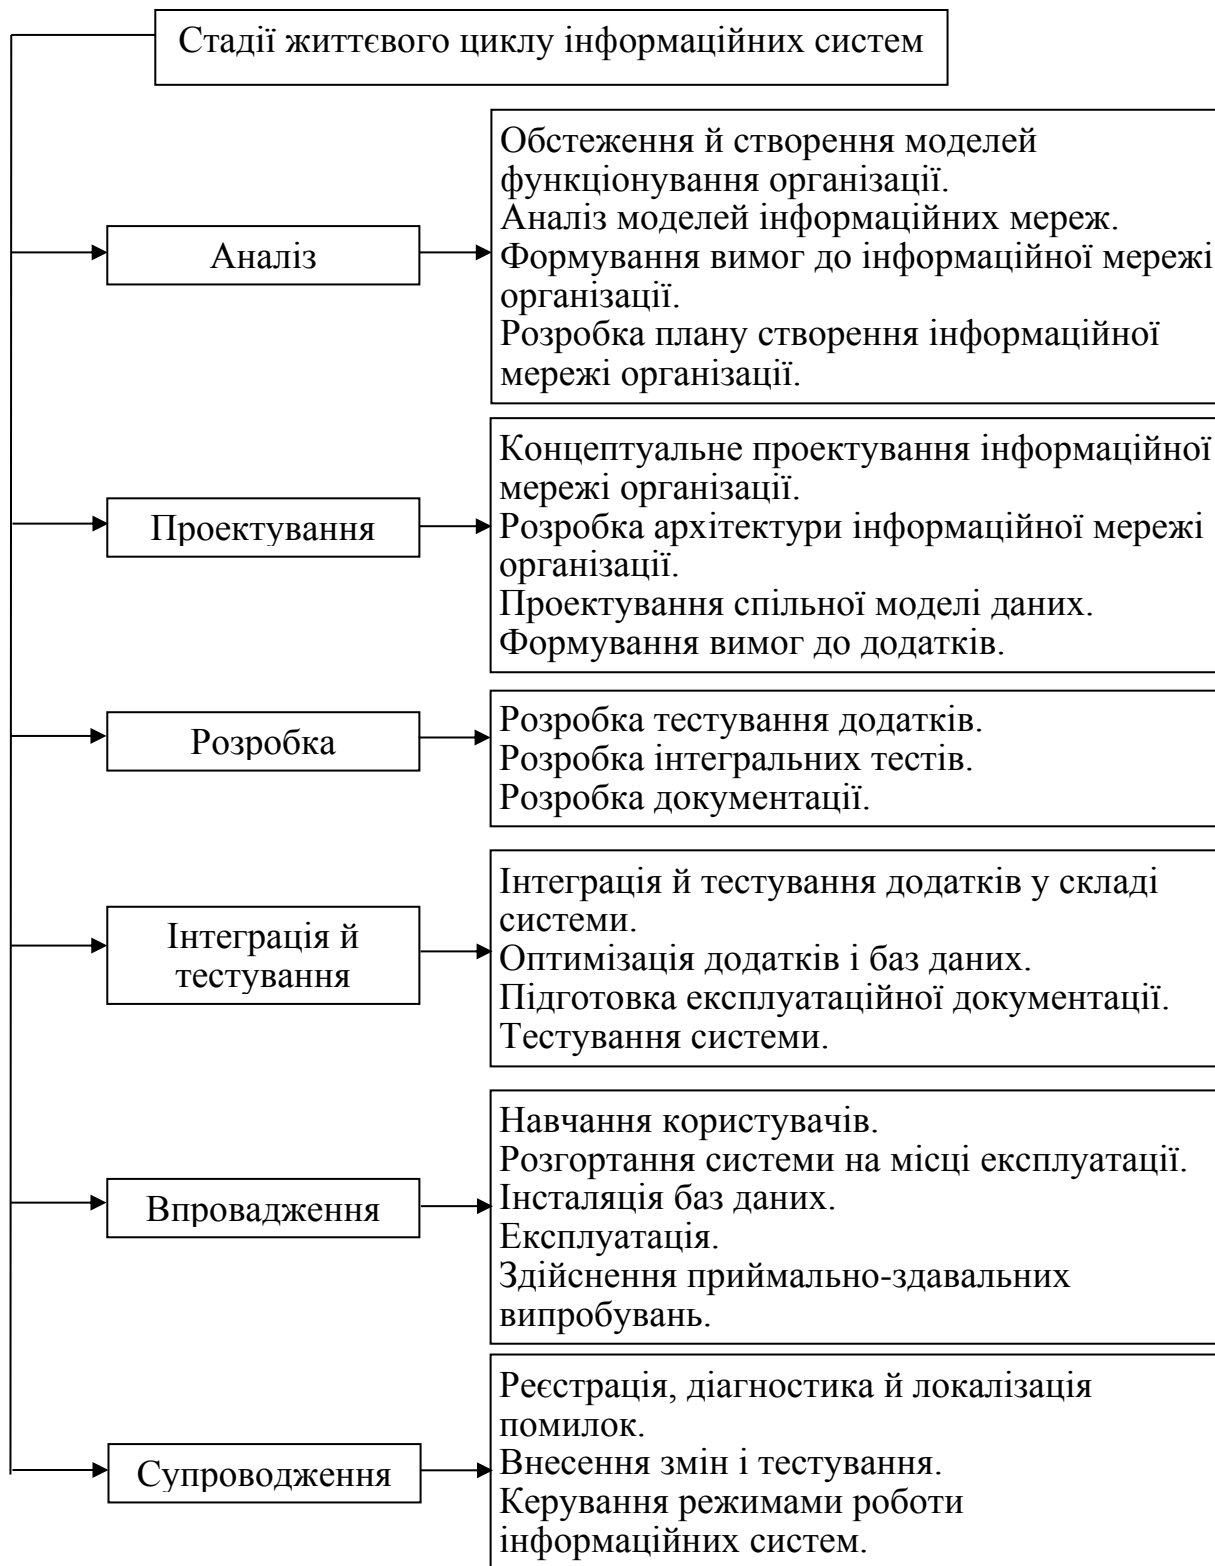 Стадії життєвого циклу інформаційних систем
Аналіз
Обстеження й створення моделей
функціонування організації.
Аналіз моделей інформаційних мереж.
Формування вимог до інформаційної мережі
організації.
Розробка плану створення інформаційної
мережі організації.
Проектування
Концептуальне проектування інформаційної
мережі організації.
Розробка архітектури інформаційної мережі
організації.
Проектування спільної моделі даних.
Формування вимог до додатків.
Розробка
Розробка тестування додатків.
Розробка інтегральних тестів.
Розробка документації.
Інтеграція й
тестування
Інтеграція й тестування додатків у складі
системи.
Оптимізація додатків і баз даних.
Підготовка експлуатаційної документації.
Тестування системи.
Впровадження
Навчання користувачів.
Розгортання системи на місці експлуатації.
Інсталяція баз даних.
Експлуатація.
Здійснення приймально-здавальних
випробувань.
Супроводження
Реєстрація, діагностика й локалізація
помилок.
Внесення змін і тестування.
Керування режимами роботи
інформаційних систем.